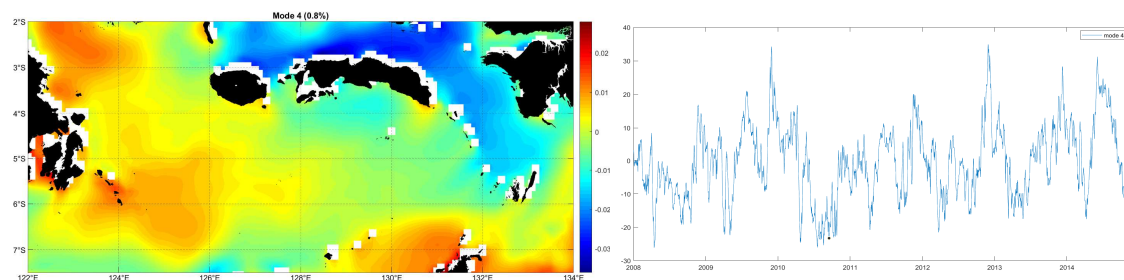 Mode 4 (0.8%)
2°S
3°S
4°S
5°S
6°S
7°S
122°E
124°E
126°E
128°E
130°E
132°E
134°E
0.02
0.01
0
-0.01
-0.02
-0.03
mode 4
40
30
20
10
0
-10
-20
-30
2008
2009
2010
2011
2012
2013
2014